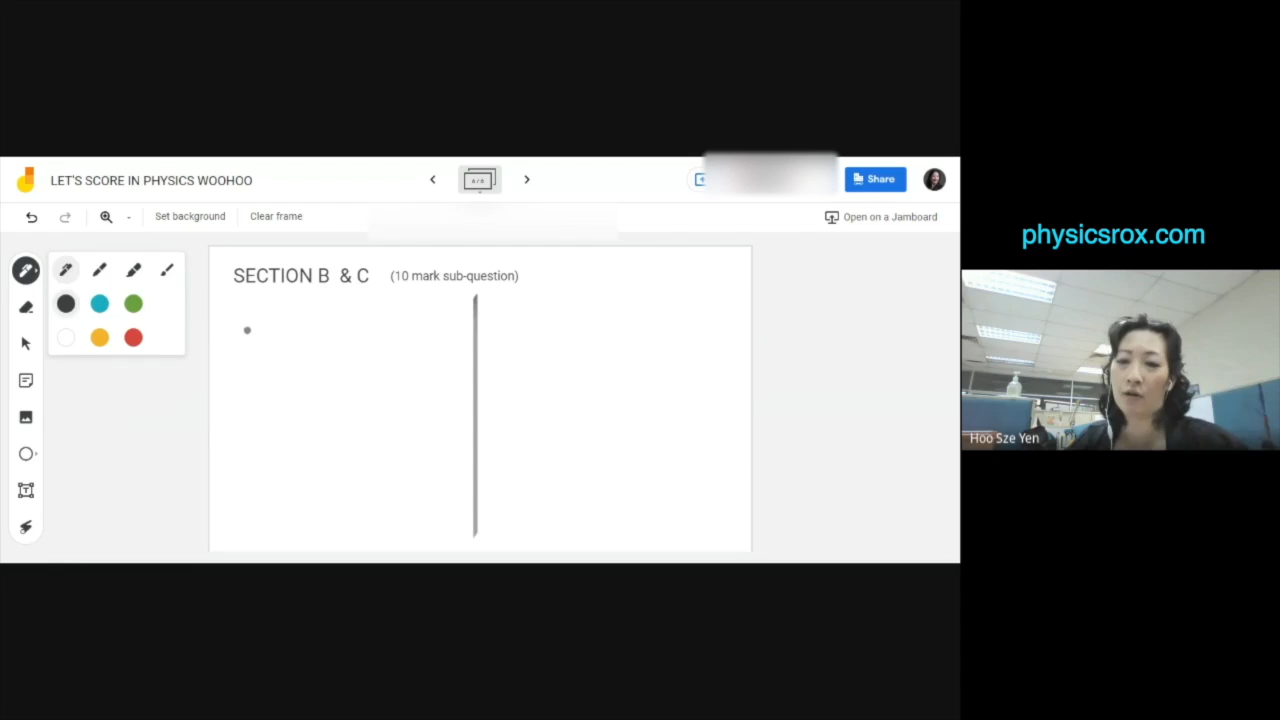 LET'S SCORE IN PHYSICS WOOHOO
Share
Set background
Clear frame
Open on a Jamboard
SECTION B & C (10 mark sub-question)
physicsrox.com
Hoo Sze Yen